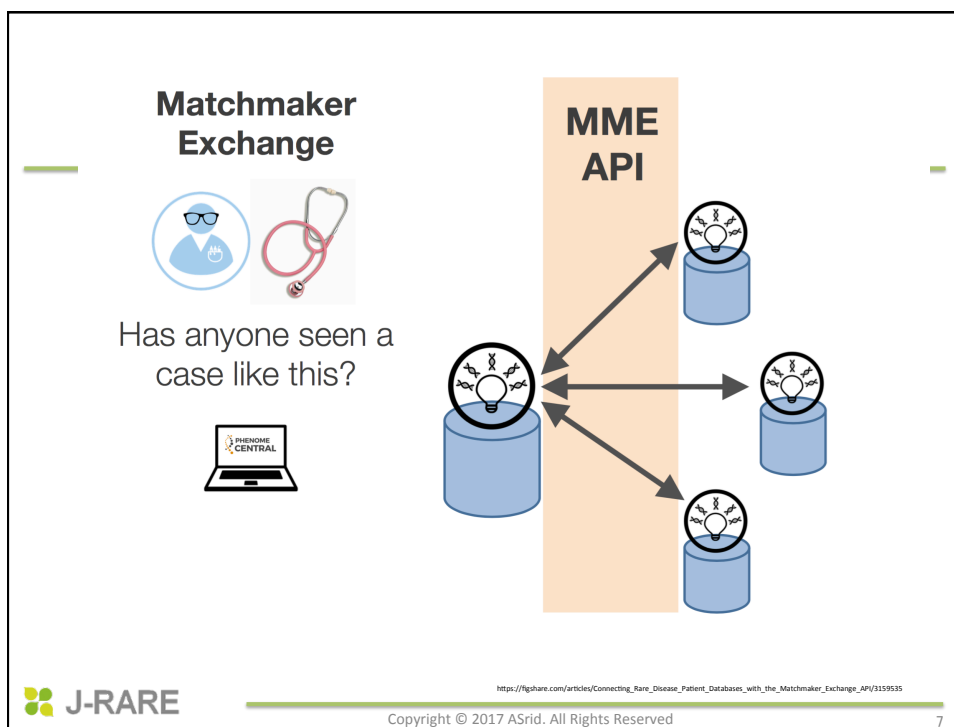 Matchmaker
Exchange
MME
API
Has anyone seen a
case like this?
PHENOME
CENTRAL
https://figshare.com/articles/Connecting_Rare_Disease_Patient_Databases_with_the_Matchmaker_Exchange_API/3159535
J-RARE
Copyright © 2017 ASrid. All Rights Reserved
7